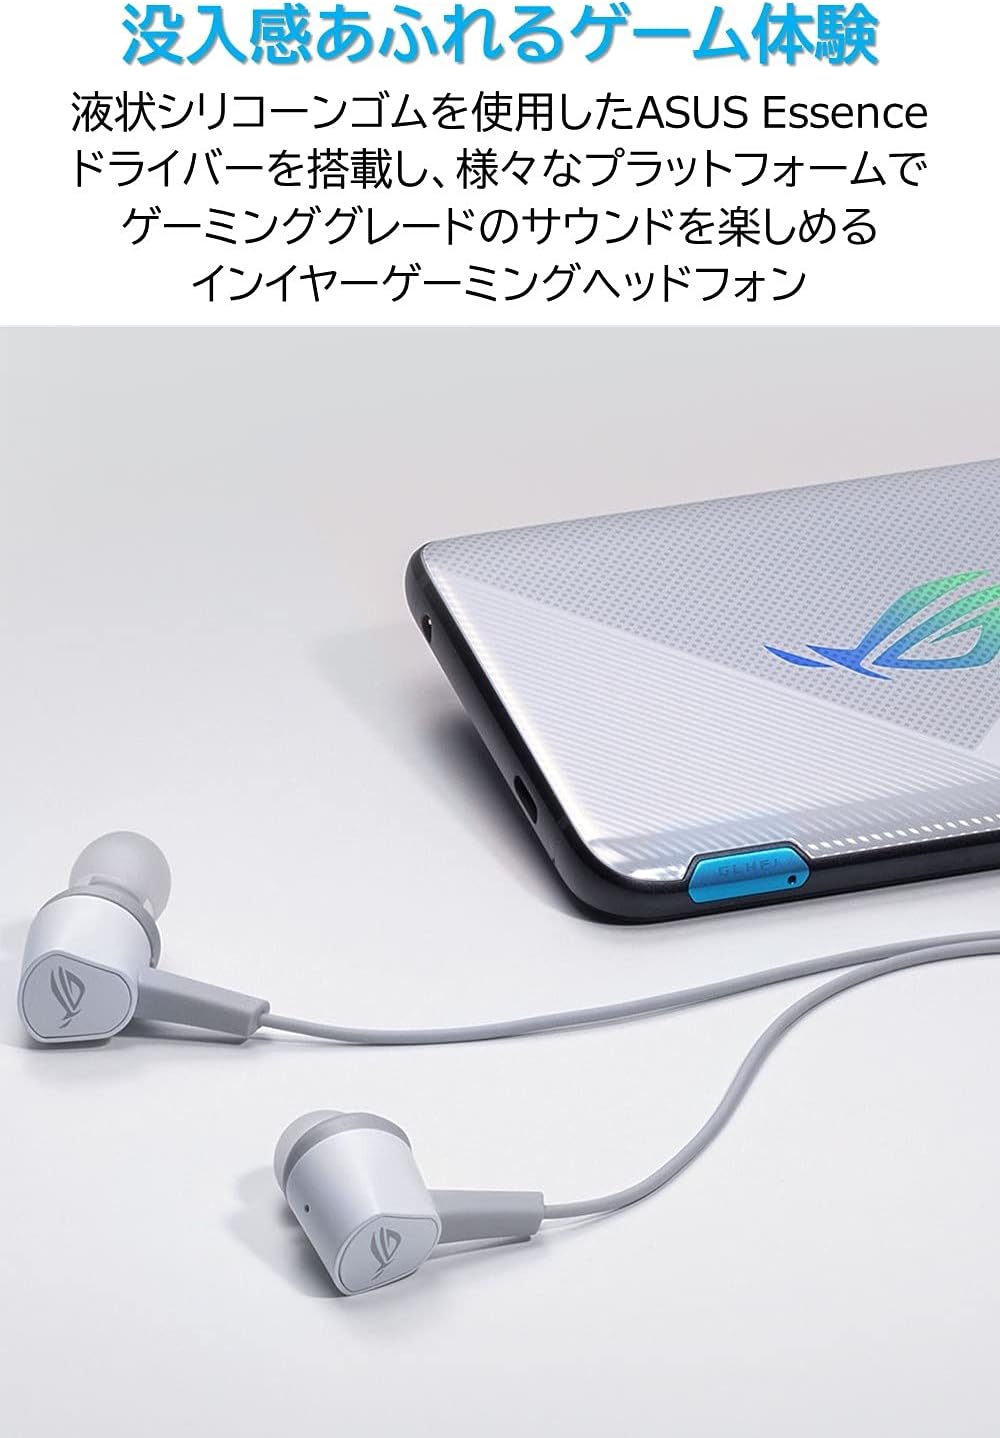 没入感あふれるゲーム体験
液状シリコーンゴムを使用したASUS Essence
ドライバーを搭載し、様々なプラットフォームで
ゲーミンググレードのサウンドを楽しめる
インイヤーゲーミングヘッドフォン